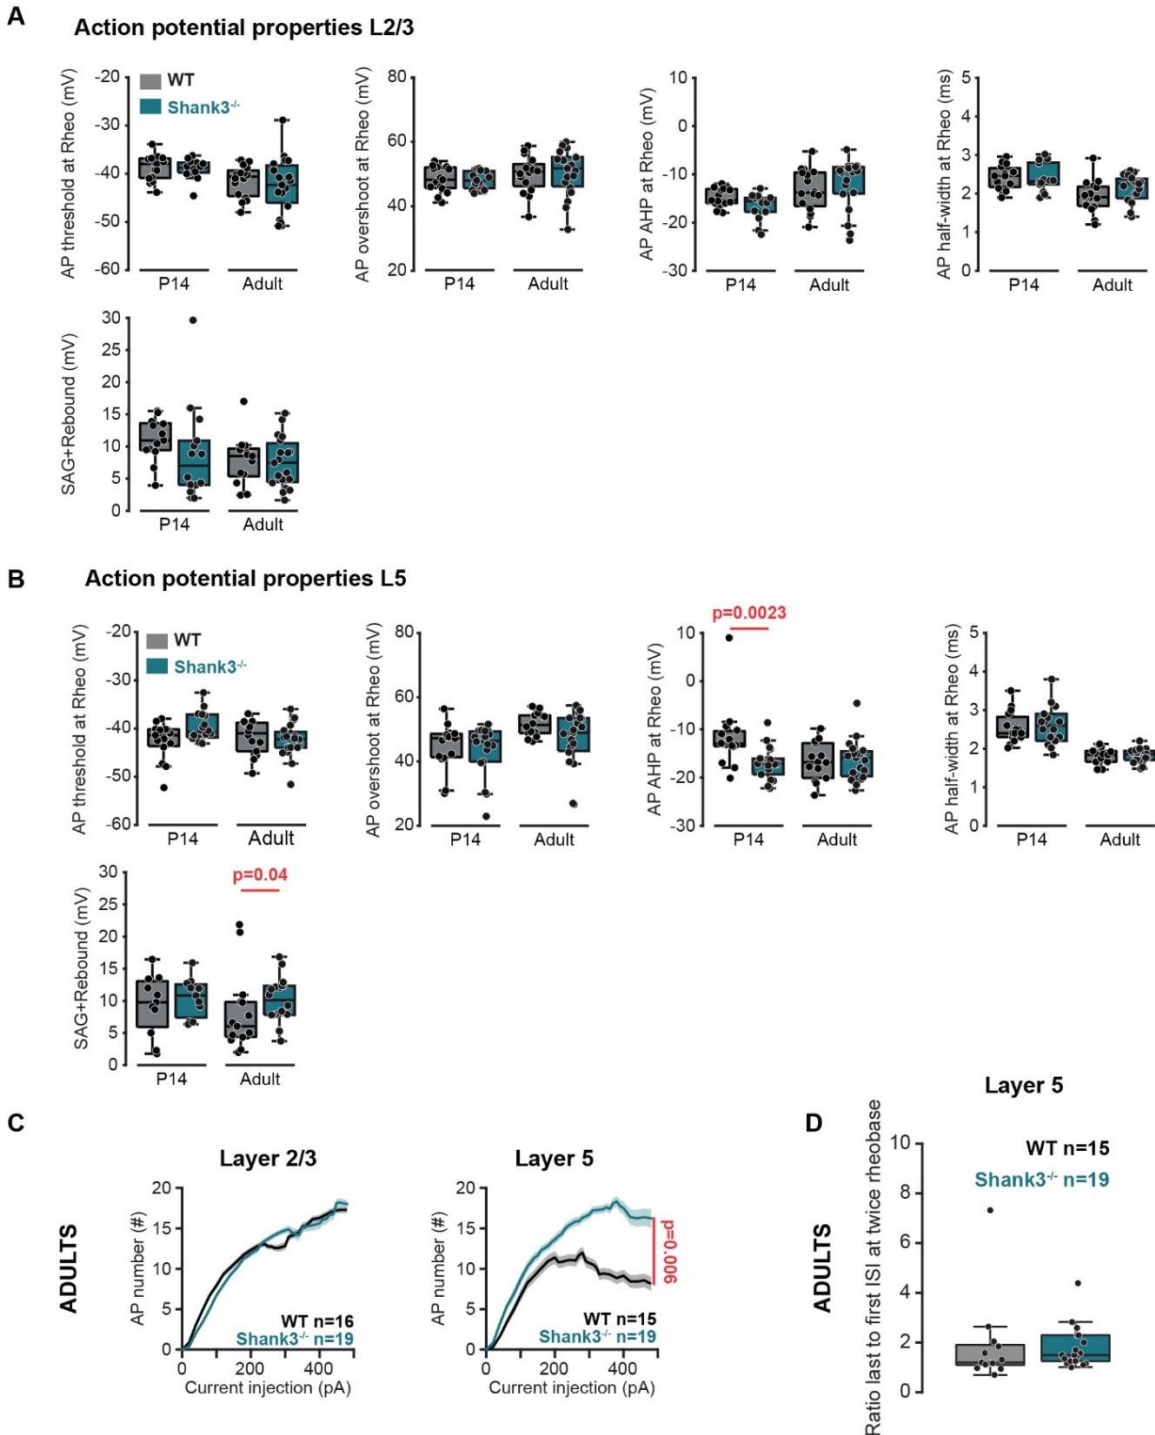 A
Action potential properties L2/3
AP threshold at Rheo (mV)
-20
-30
-40
-50
-60
WT
Shank3-/-
P14
Adult
AP overshoot at Rheo (mV)
80
60
40
20
P14
Adult
AP AHP at Rheo (mV)
10
0
-10
-20
-30
P14
Adult
AP half-width at Rheo (ms)
5
4
3
2
1
0
P14
Adult
SAG+Rebound (mV)
30
25
20
15
10
5
0
P14
Adult
B
Action potential properties L5
AP threshold at Rheo (mV)
-20
-30
-40
-50
-60
WT
Shank3-/-
P14
Adult
AP overshoot at Rheo (mV)
80
60
40
20
P14
Adult
p=0.0023
AP AHP at Rheo (mV)
10
0
-10
-20
-30
P14
Adult
AP half-width at Rheo (ms)
5
4
3
2
1
0
P14
Adult
SAG+Rebound (mV)
30
25
20
15
10
5
0
p=0.04
P14
Adult
C
ADULTS
Layer 2/3
AP number (#)
20
15
10
5
0
WT n=16
Shank3-/- n=19
0
200
400
Current injection (pA)
Layer 5
AP number (#)
20
15
10
5
0
p=0.006
WT n=15
Shank3-/- n=19
0
200
400
Current injection (pA)
D
ADULTS
Layer 5
Ratio last to first ISI at twice rheobase
10
8
6
4
2
0
WT n=15
Shank3-/- n=19